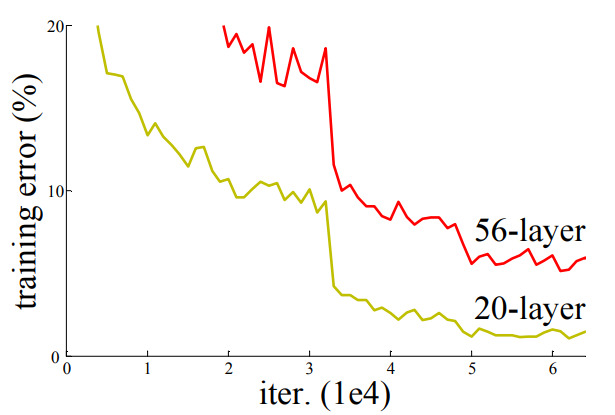 20
10
0
training error (%)
56-layer
20-layer
0 1 2 3 4 5 6
iter. (1e4)